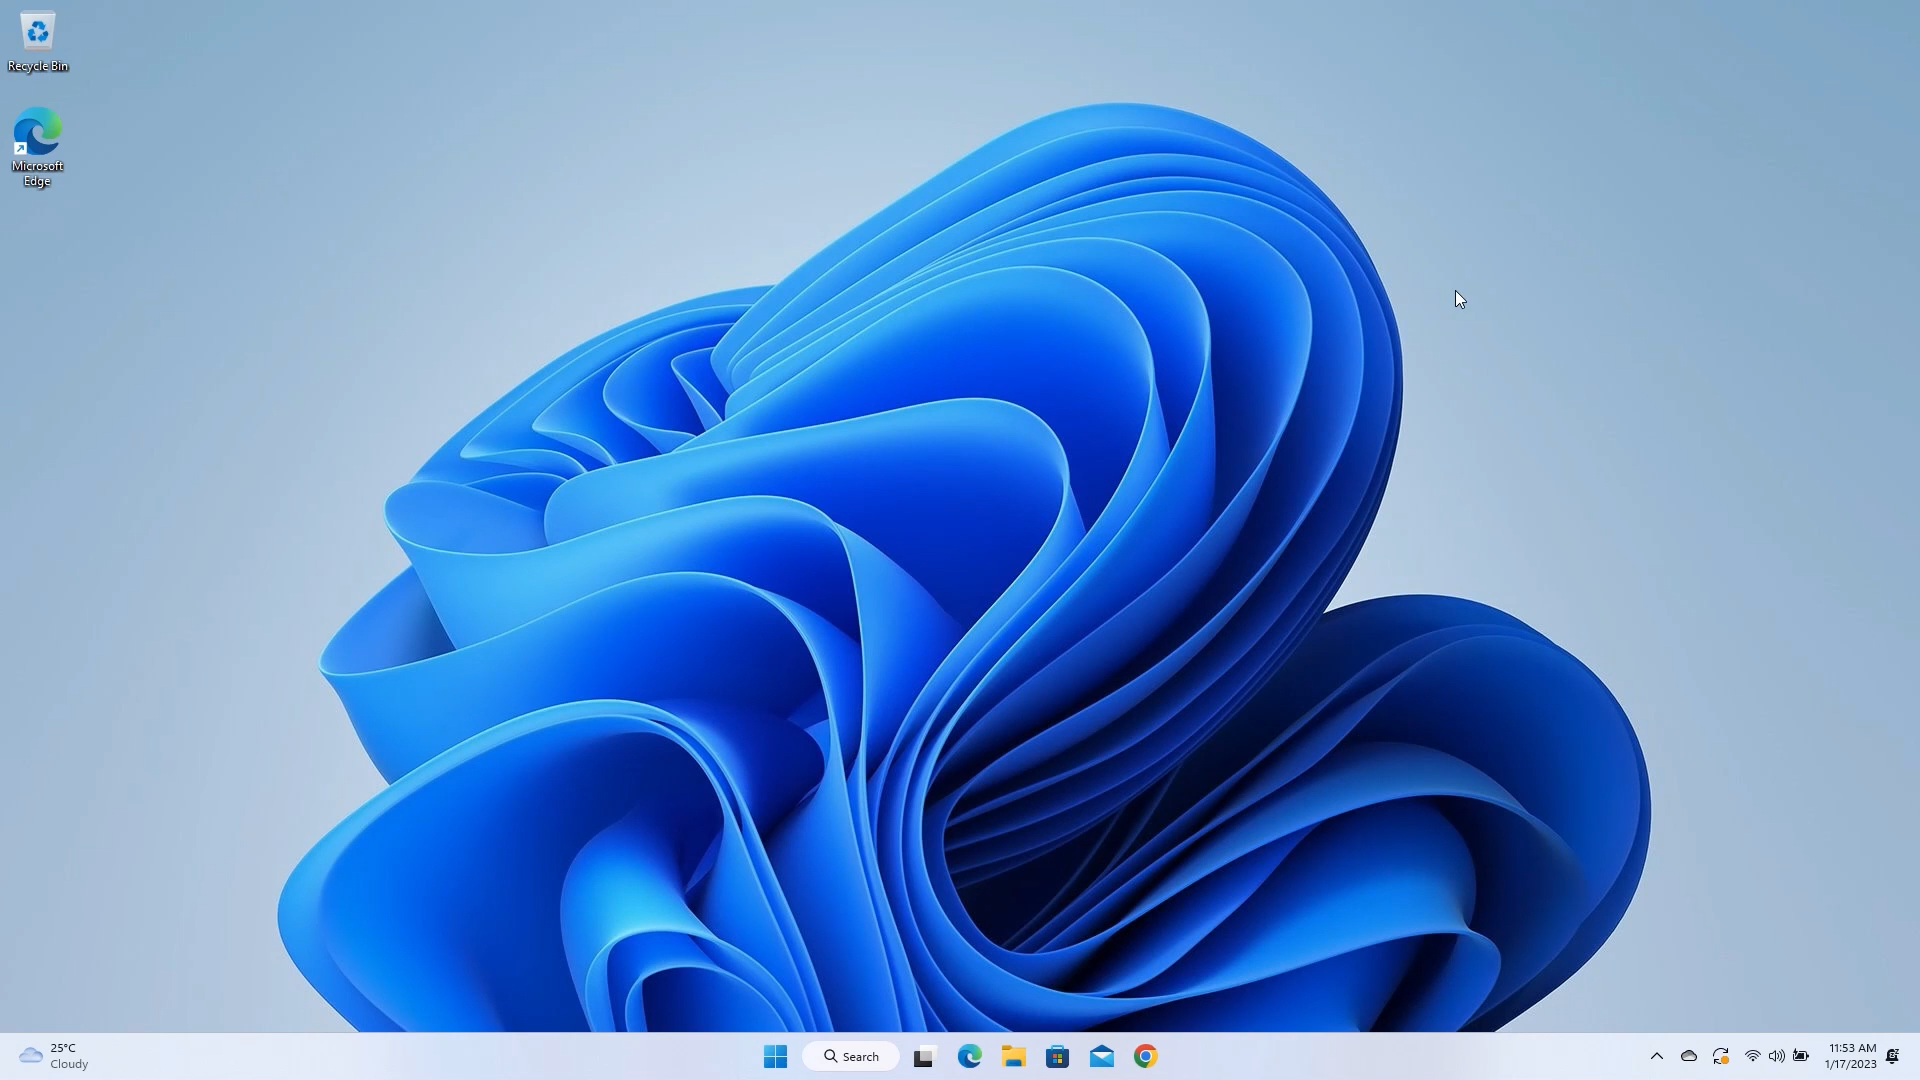 Recycle Bin
Microsoft
Edge
25°C
Cloudy
Search
11:53 AM
1/17/2023